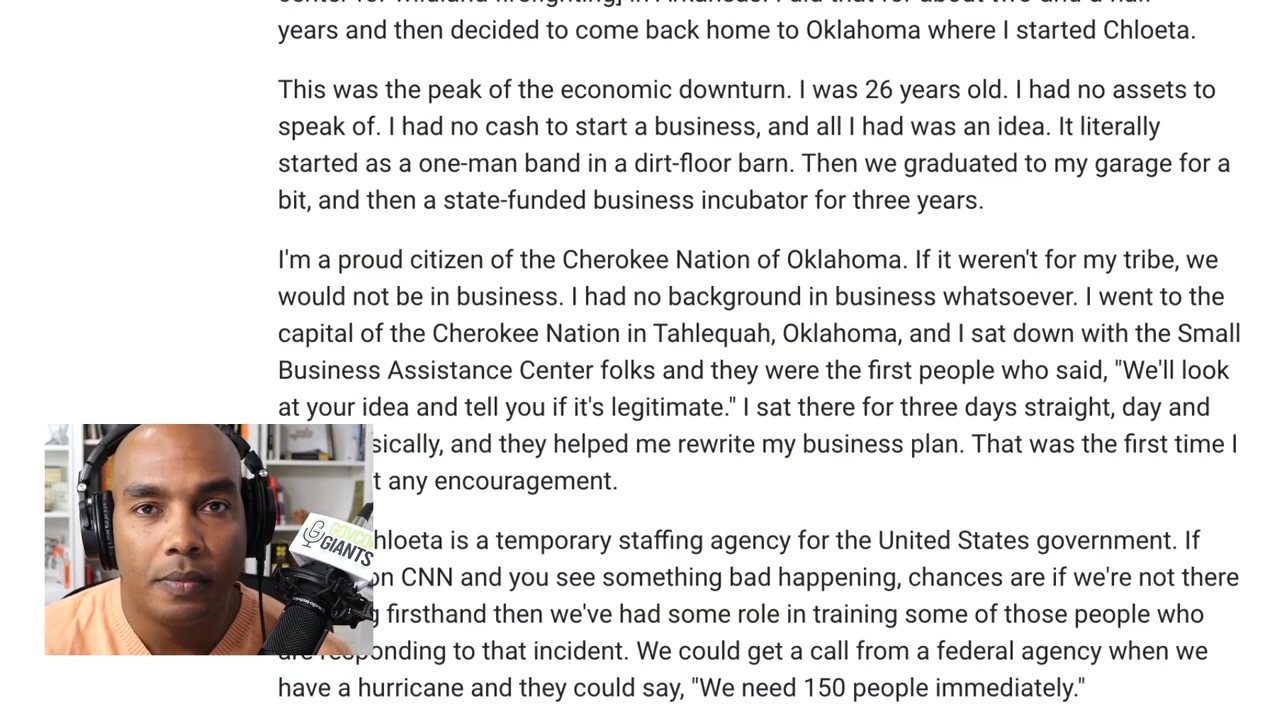 years and then decided to come back home to Oklahoma where I started Chloeta.
This was the peak of the economic downturn. I was 26 years old. I had no assets to
speak of. I had no cash to start a business, and all I had was an idea. It literally
started as a one-man band in a dirt-floor barn. Then we graduated to my garage for a
bit, and then a state-funded business incubator for three years.
I'm a proud citizen of the Cherokee Nation of Oklahoma. If it weren't for my tribe, we
would not be in business. I had no background in business whatsoever. I went to the
capital of the Cherokee Nation in Tahlequah, Oklahoma, and I sat down with the Small
Business Assistance Center folks and they were the first people who said, "We'll look
at your idea and tell you if it's legitimate." I sat there for three days straight, day and
sically, and they helped me rewrite my business plan. That was the first time I
t any encouragement.
hloeta is a temporary staffing agency for the United States government. If
on CNN and you see something bad happening, chances are if we're not there
firsthand then we've had some role in training some of those people who
responding to that incident. We could get a call from a federal agency when we
have a hurricane and they could say, "We need 150 people immediately."
GOVCON
GIANTS